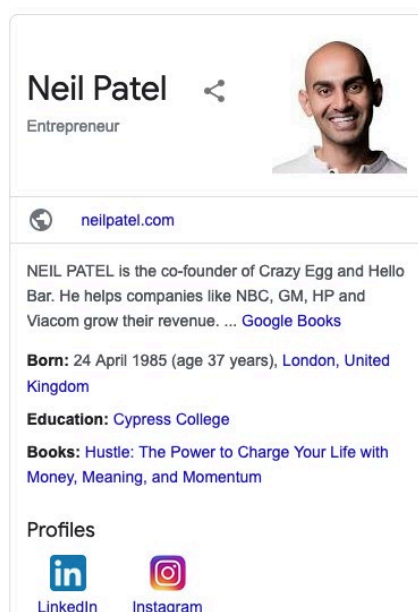 Neil Patel
Entrepreneur
neilpatel.com
NEIL PATEL is the co-founder of Crazy Egg and Hello
Bar. He helps companies like NBC, GM, HP and
Viacom grow their revenue. ... Google Books
Born: 24 April 1985 (age 37 years), London, United
Kingdom
Education: Cypress College
Books: Hustle: The Power to Charge Your Life with
Money, Meaning, and Momentum
Profiles
in
LinkedIn Instagram